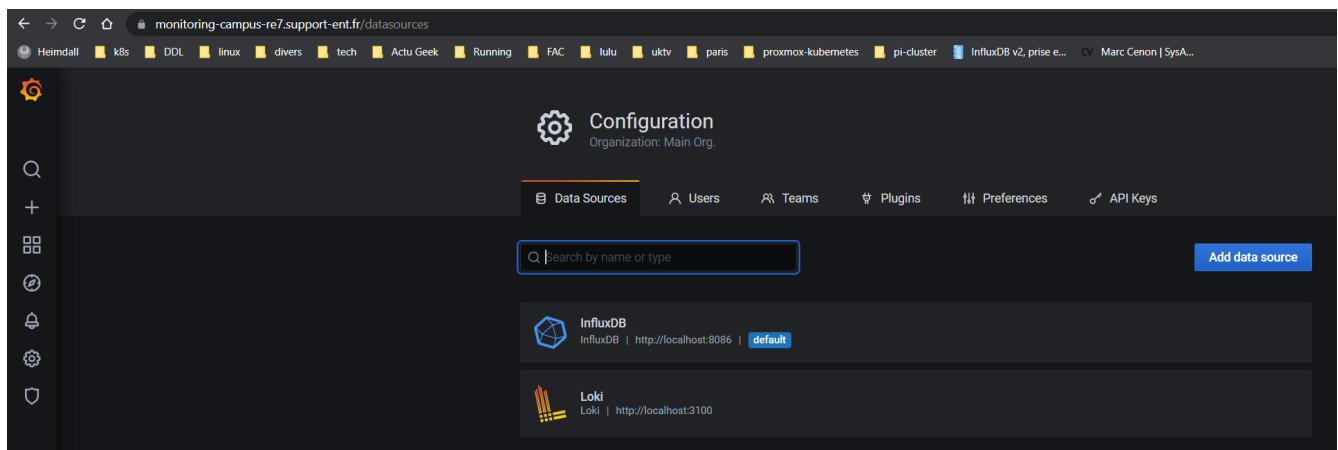 monitoring-campus-re7.support-ent.fr/datasources
Heimdall k8s DDL linux divers tech Actu Geek Running FAC lulu uktv paris proxmox-kubernetes pi-cluster InfluxDB v2, prise e... CV Marc Cenon | SysA...
Configuration
Organization: Main Org.
Data Sources Users Teams Plugins Preferences API Keys
Search by name or type
Add data source
InfluxDB
InfluxDB | http://localhost:8086 | default
Loki
Loki | http://localhost:3100